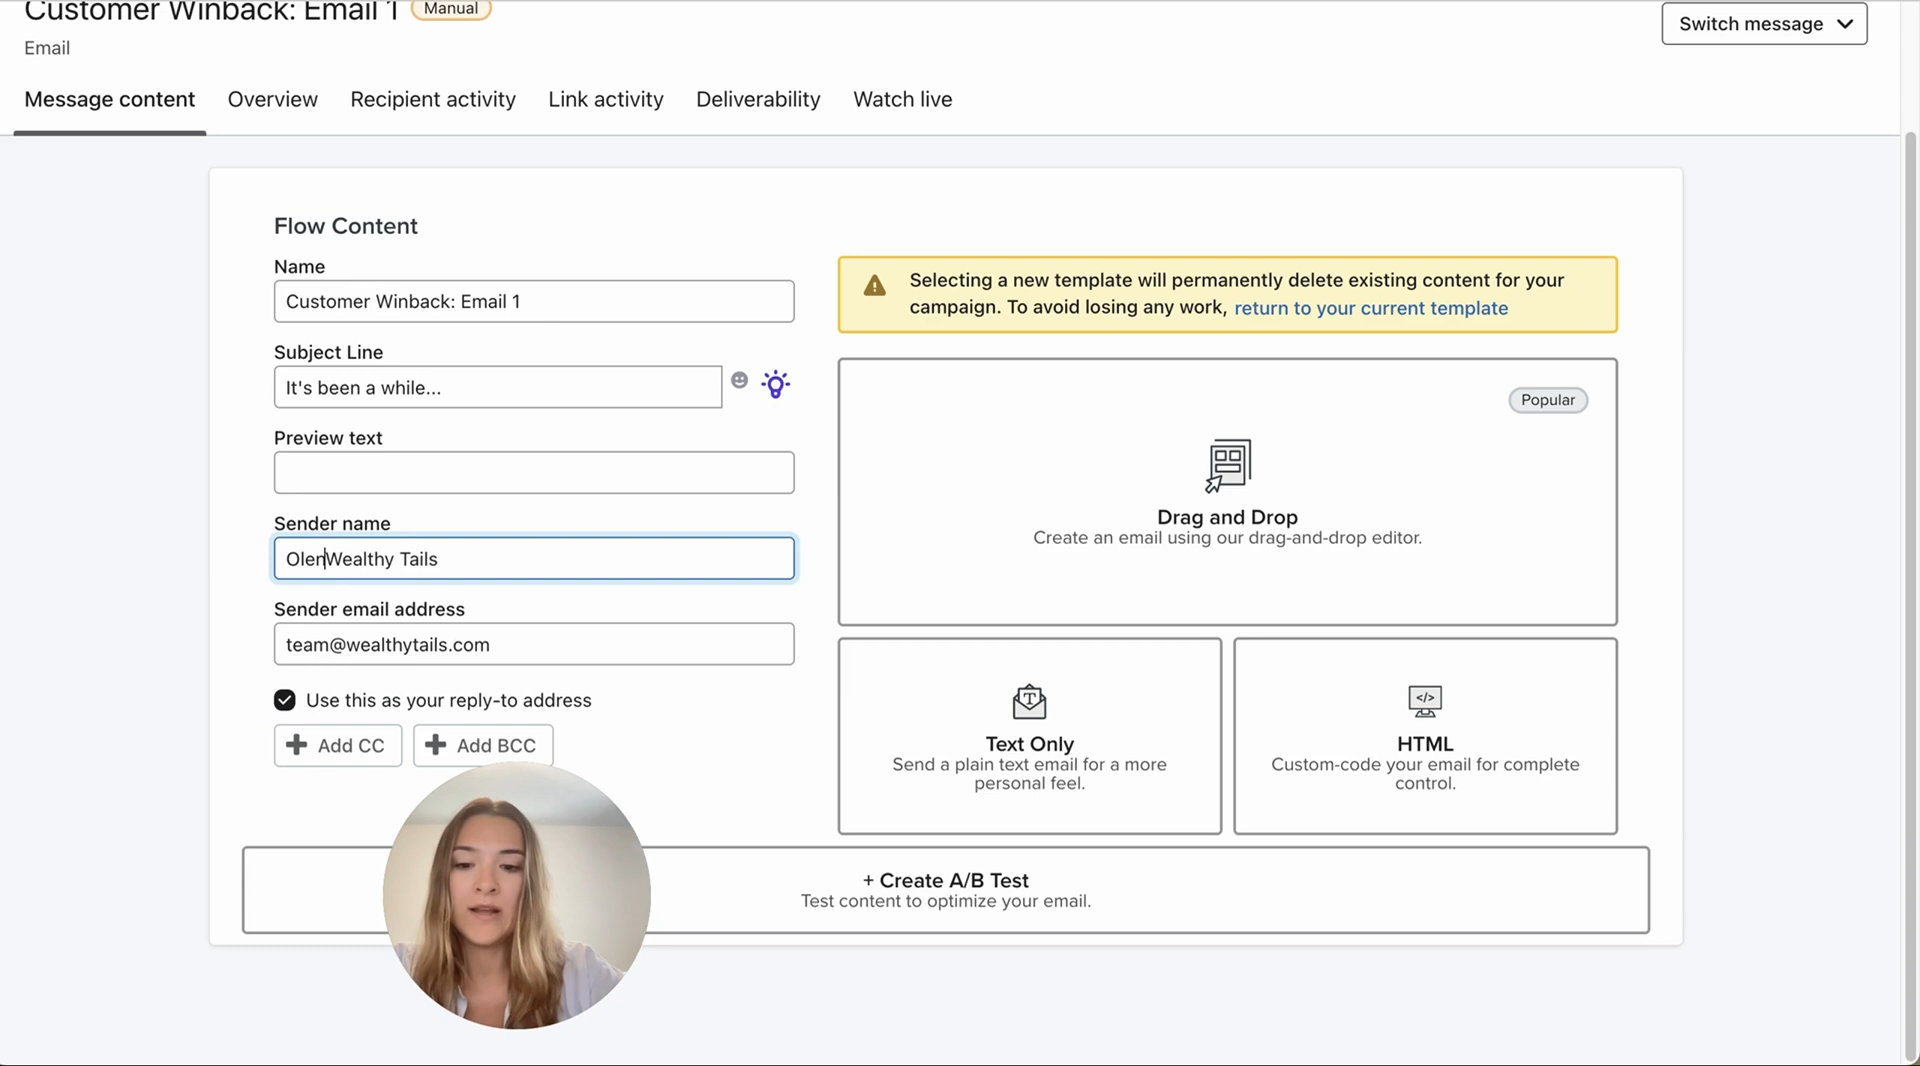 Customer Winback: Email 1
Manual
Switch message
Email
Message content
Overview
Recipient activity
Link activity
Deliverability
Watch live
Flow Content
Name
Customer Winback: Email 1
Subject Line
It's been a while...
Preview text
Sender name
OlenWealthy Tails
Sender email address
team@wealthytails.com
Use this as your reply-to address
Add CC
Add BCC
Selecting a new template will permanently delete existing content for your
campaign. To avoid losing any work, return to your current template
Popular
Drag and Drop
Create an email using our drag-and-drop editor.
T
Text Only
Send a plain text email for a more
personal feel.
</>
HTML
Custom-code your email for complete
control.
+ Create A/B Test
Test content to optimize your email.